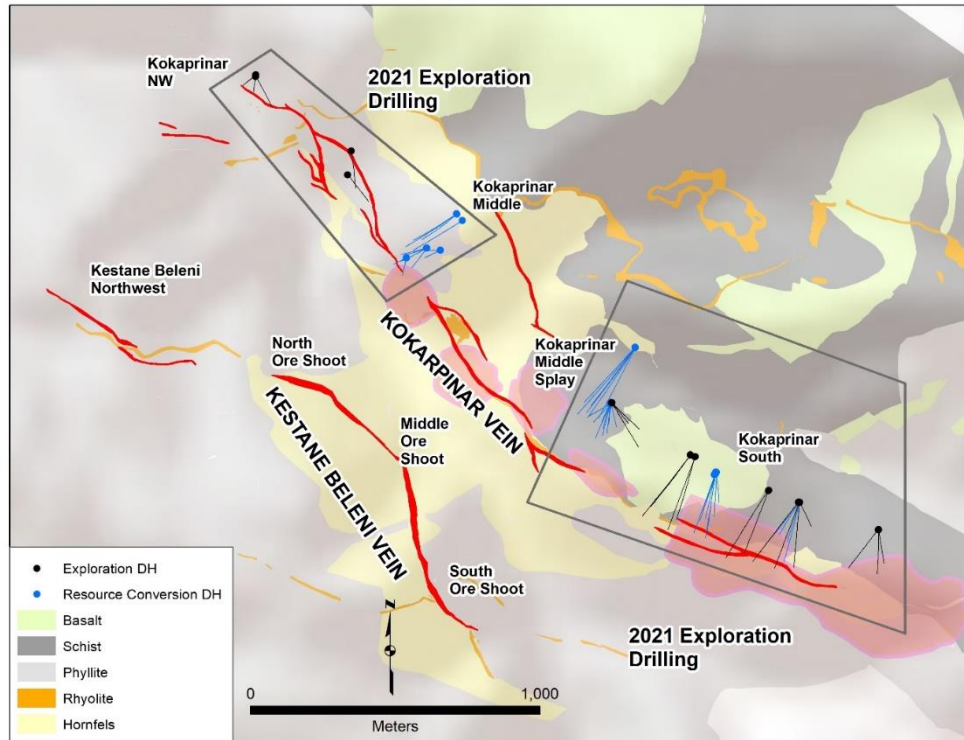 Kokaprinar
NW
2021 Exploration
Drilling
Kokaprinar
Middle
Kestane Beleni
Northwest
North
Ore Shoot
KOKARPINAR VEIN
Kokaprinar
Middle
Splay
KESTANE BELENI VEIN
Middle
Ore
Shoot
Kokaprinar
South
South
Ore Shoot
2021 Exploration
Drilling
Exploration DH
Resource Conversion DH
Basalt
Schist
Phyllite
Rhyolite
Hornfels
N
0 1,000
Meters